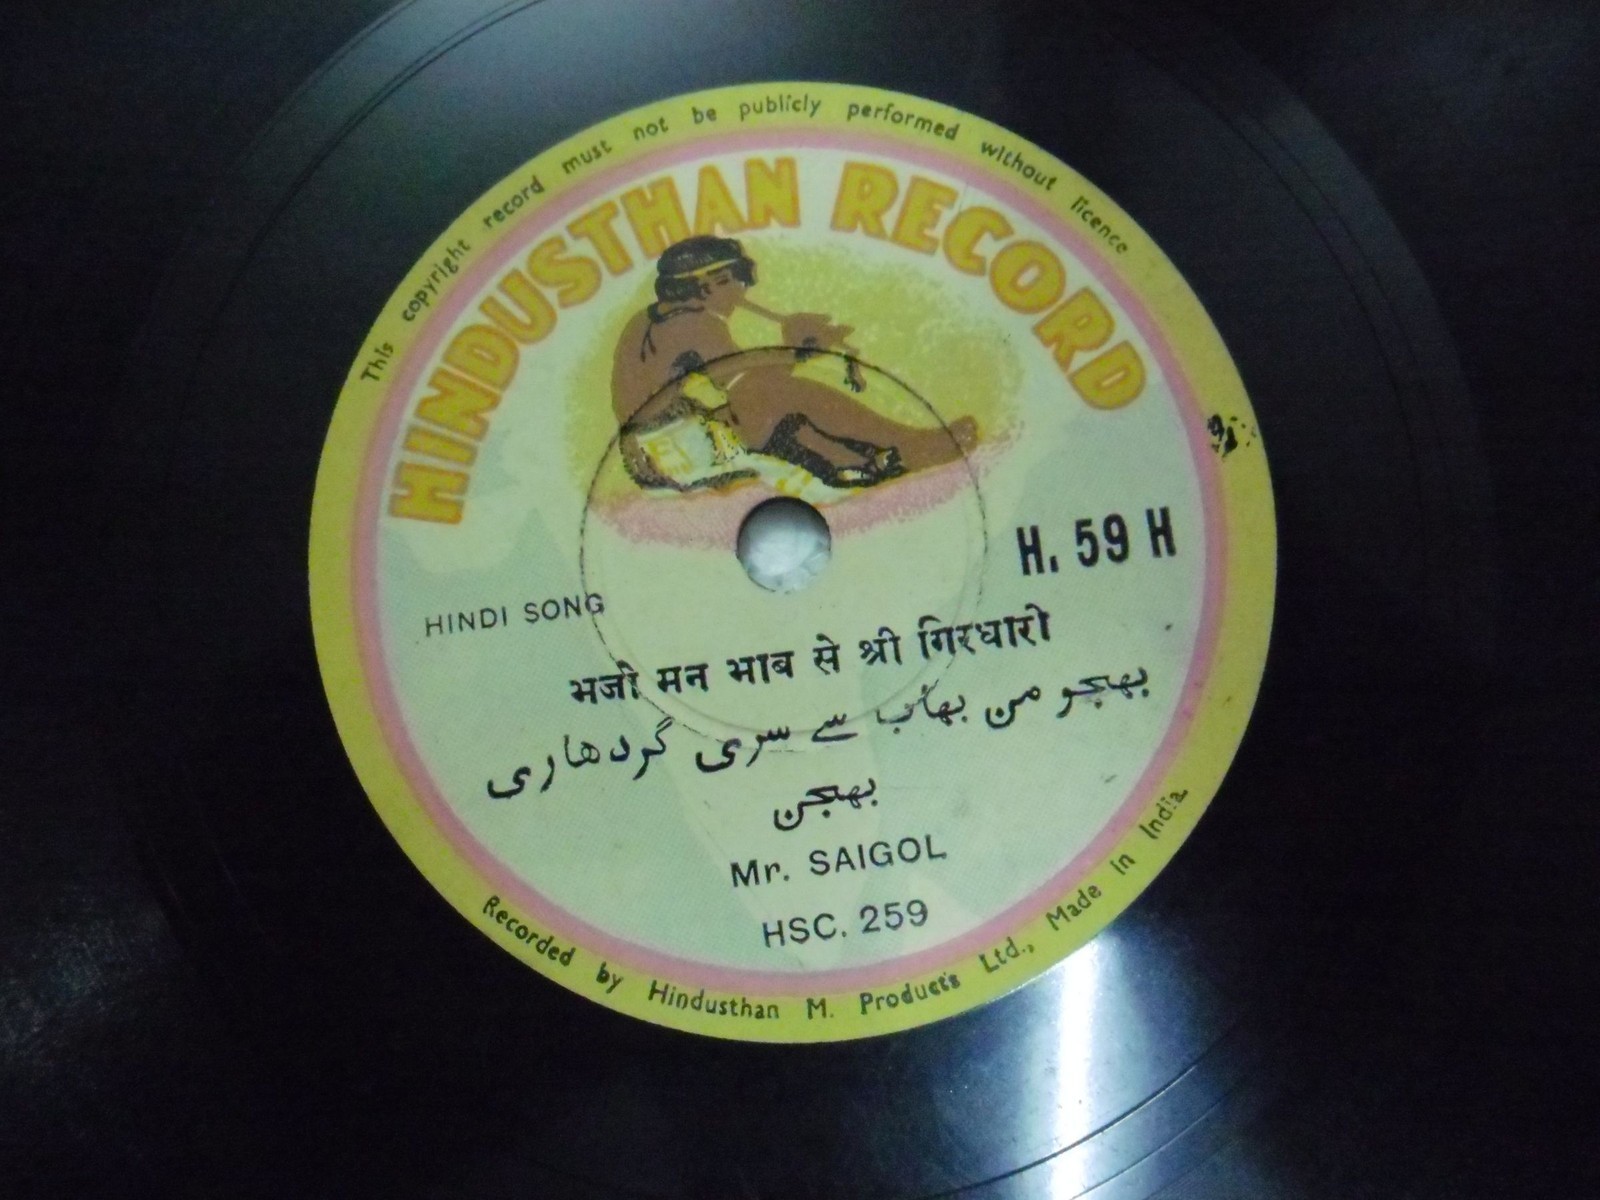 This copyright record must not be publicly performed without licence
HINDUSTHAN RECORD
H. 59 H
HINDI SONG
भजो मन भाब से श्री गिरधारी
بھجو من بھاب سے سری گردھاری
بھجن
Mr. SAIGOL
HSC. 259
Recorded by Hindusthan M. Products Ltd., Made in India